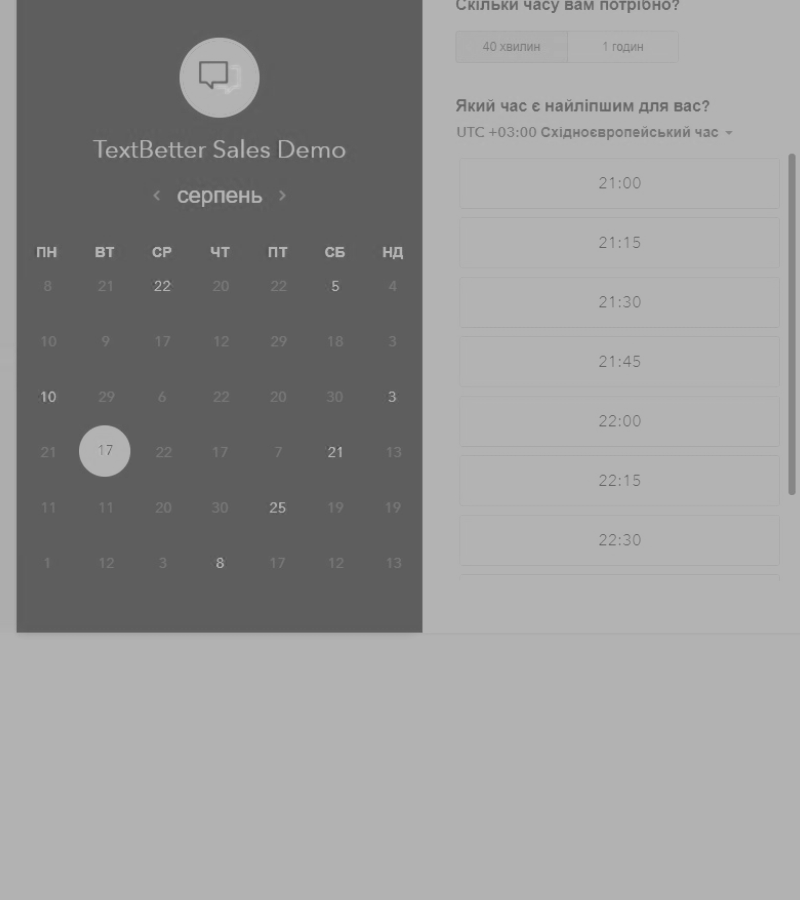 TextBetter Sales Demo
серпень
ПН ВТ СР ЧТ ПТ СБ НД
8 21 22 20 22 5 4
10 9 17 12 29 18 3
10 29 6 22 20 30 3
21 17 22 17 7 21 13
11 11 20 30 25 19 19
1 12 3 8 17 12 13
Скільки часу вам потрібно?
40 хвилин 1 годин
Який час є найліпшим для вас?
UTC +03:00 Східноєвропейський час
21:00
21:15
21:30
21:45
22:00
22:15
22:30